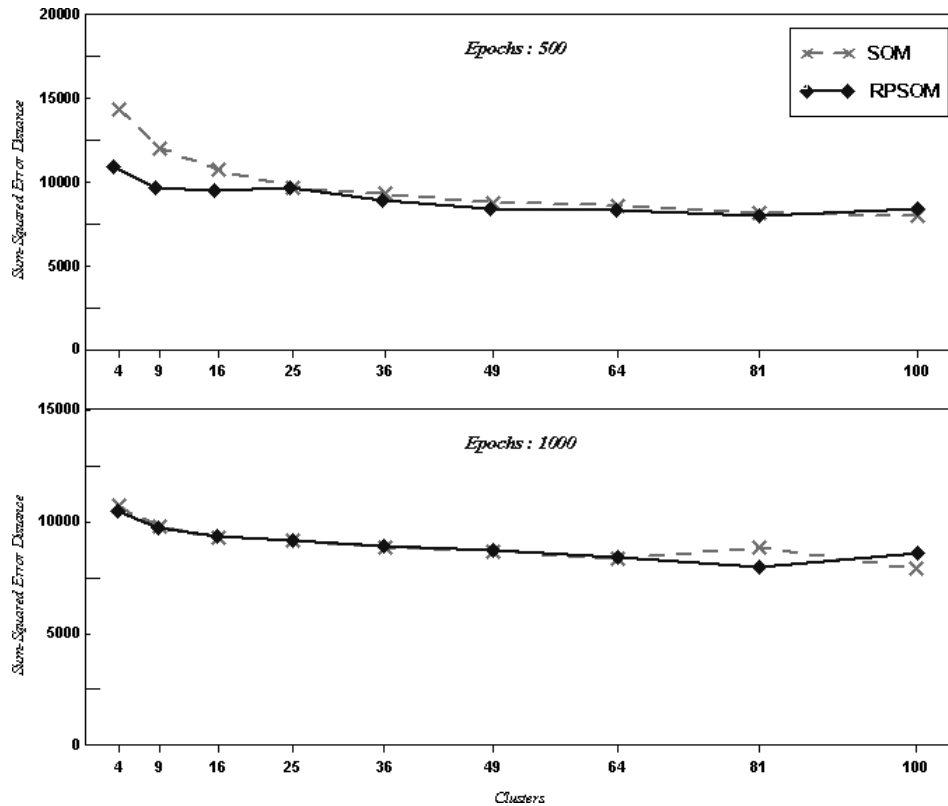 20000
Epochs : 500
SOM
RPSOM
15000
10000
5000
0
Sum-Squared Error Distance
4 9 16 25 36 49 64 81 100
15000
Epochs : 1000
10000
5000
0
Sum-Squared Error Distance
4 9 16 25 36 49 64 81 100
Clusters